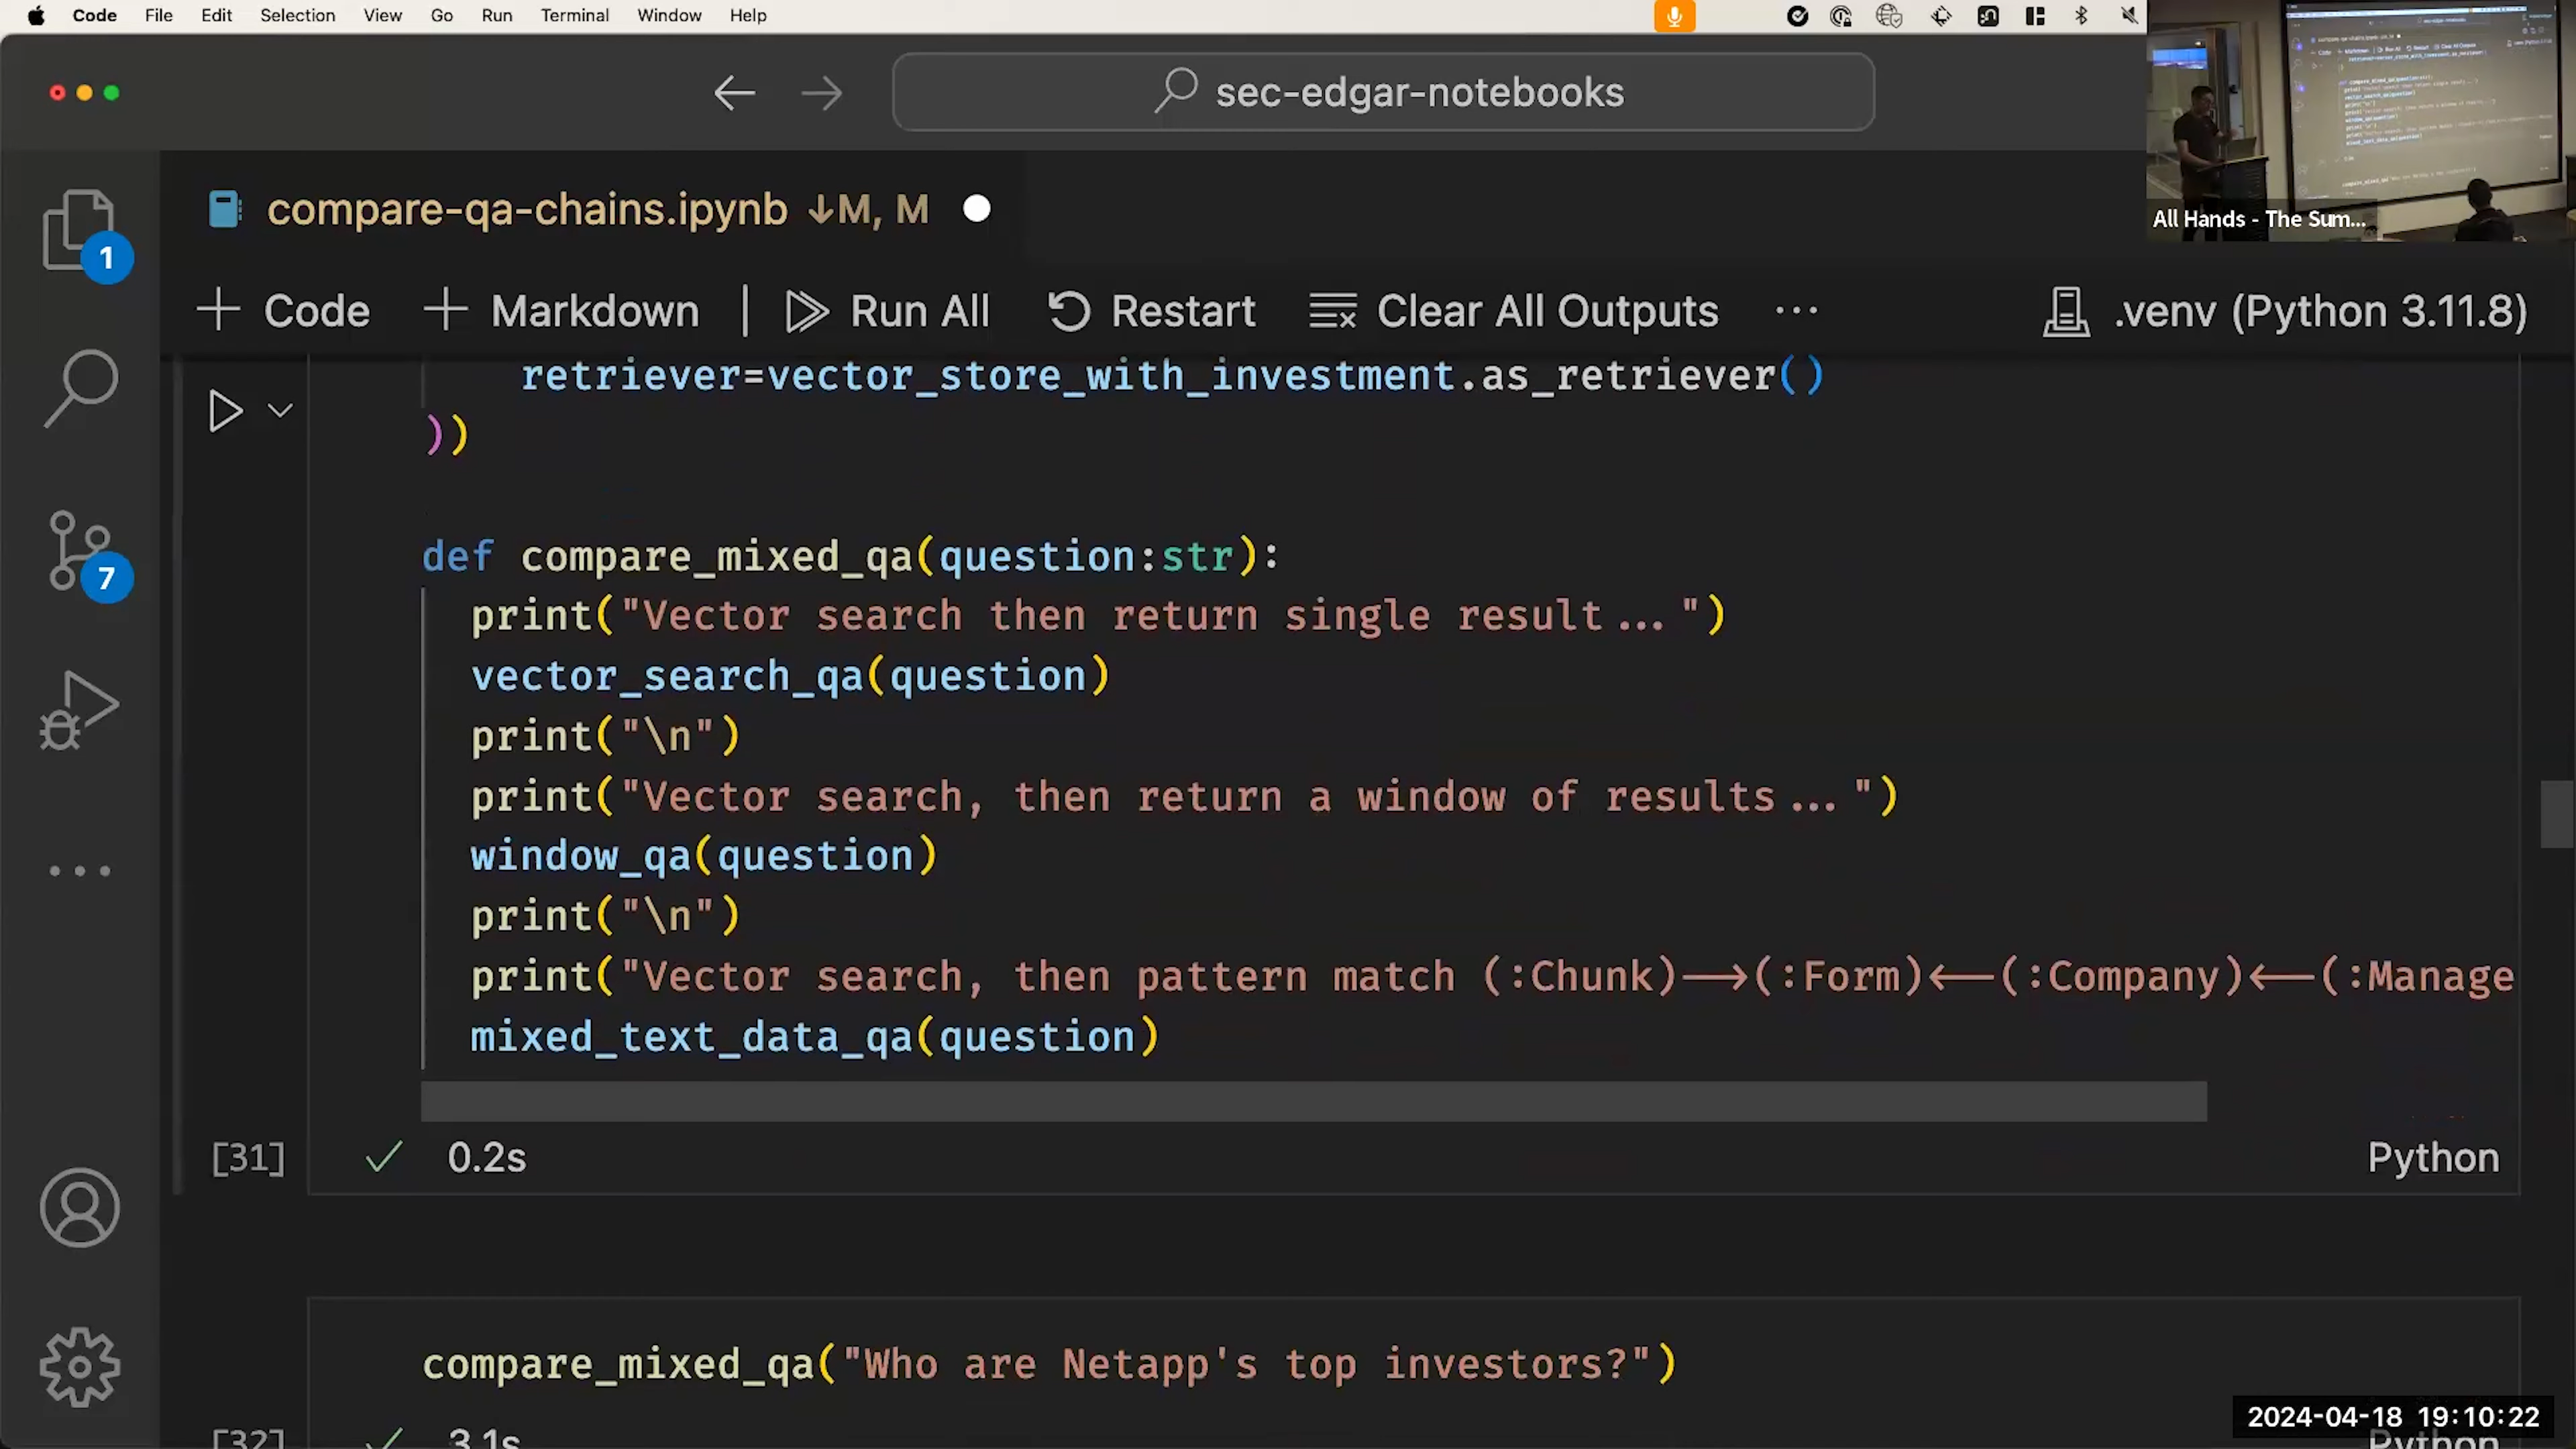 Code File Edit Selection View Go Run Terminal Window Help
sec-edgar-notebooks
All Hands - The Sum...
compare-qa-chains.ipynb ↓M, M
1
+ Code + Markdown | Run All Restart Clear All Outputs ... .venv (Python 3.11.8)
retriever=vector_store_with_investment.as_retriever()
))
def compare_mixed_qa(question:str):
print("Vector search then return single result...")
vector_search_qa(question)
7
print("\n")
print("Vector search, then return a window of results...")
window_qa(question)
print("\n")
print("Vector search, then pattern match (:Chunk)⟶(:Form)⟵(:Company)⟵(:Manage
mixed_text_data_qa(question)
[31] 0.2s Python
compare_mixed_qa("Who are Netapp's top investors?")
[32] 3.1s Python
2024-04-18 19:10:22